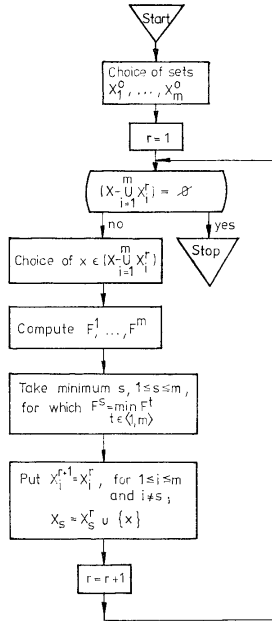 Start
Choice of sets
X₁⁰, ..., Xₘ⁰
r = 1
(X - ⋃ᵢ₌₁ᵐ Xᵢʳ) = ∅
no
yes
Choice of x ∈ (X - ⋃ᵢ₌₁ᵐ Xᵢʳ)
Stop
Compute F¹, ..., Fᵐ
Take minimum s, 1≤s≤m,
for which Fˢ = min Fᵗ
t ∈ ⟨1,m⟩
Put Xᵢʳ⁺¹ = Xᵢʳ, for 1≤i≤m
and i≠s;
Xₛ = Xₛʳ ∪ {x}
r = r+1